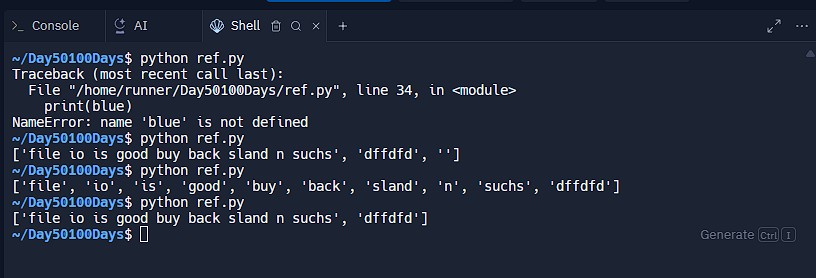 >_ Console AI Shell +
~/Day50100Days$ python ref.py
Traceback (most recent call last):
  File "/home/runner/Day50100Days/ref.py", line 34, in <module>
    print(blue)
NameError: name 'blue' is not defined
~/Day50100Days$ python ref.py
['file io is good buy back sland n suchs', 'dffdfd', '']
~/Day50100Days$ python ref.py
['file', 'io', 'is', 'good', 'buy', 'back', 'sland', 'n', 'suchs', 'dffdfd']
~/Day50100Days$ python ref.py
['file io is good buy back sland n suchs', 'dffdfd']
~/Day50100Days$
Generate Ctrl I